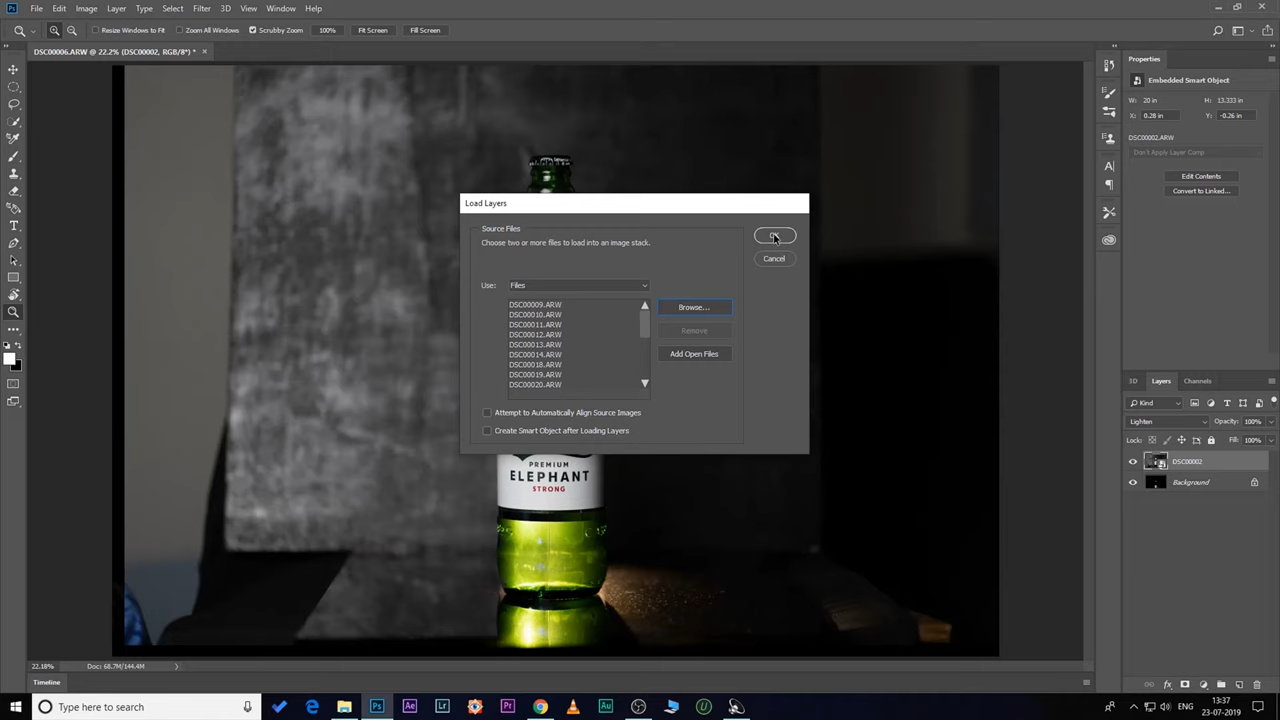 Ps File Edit Image Layer Type Select Filter 3D View Window Help
Resize Windows to Fit Zoom All Windows Scrubby Zoom 100% Fit Screen Fill Screen
DSC00006.ARW @ 22.2% (DSC00002, RGB/8*) * ×
Properties
Embedded Smart Object
W: 20 in H: 13.333 in
X: 0.28 in Y: -0.26 in
DSC00002.ARW
Don't Apply Layer Comp
Edit Contents
Convert to Linked...
Load Layers
Source Files
Choose two or more files to load into an image stack.
OK
Cancel
Use: Files
DSC00009.ARW
DSC00010.ARW
DSC00011.ARW
DSC00012.ARW
DSC00013.ARW
DSC00014.ARW
DSC00018.ARW
DSC00019.ARW
DSC00020.ARW
Browse...
Remove
Add Open Files
Attempt to Automatically Align Source Images
Create Smart Object after Loading Layers
PREMIUM
ELEPHANT
STRONG
3D Layers Channels
Kind
Lighten Opacity: 100%
Lock: Fill: 100%
DSC00002
Background
22.18% Doc: 68.7M/144.4M
Timeline
Type here to search
Ps Ae Lr Pr Au
ENG
13:37
23-07-2019